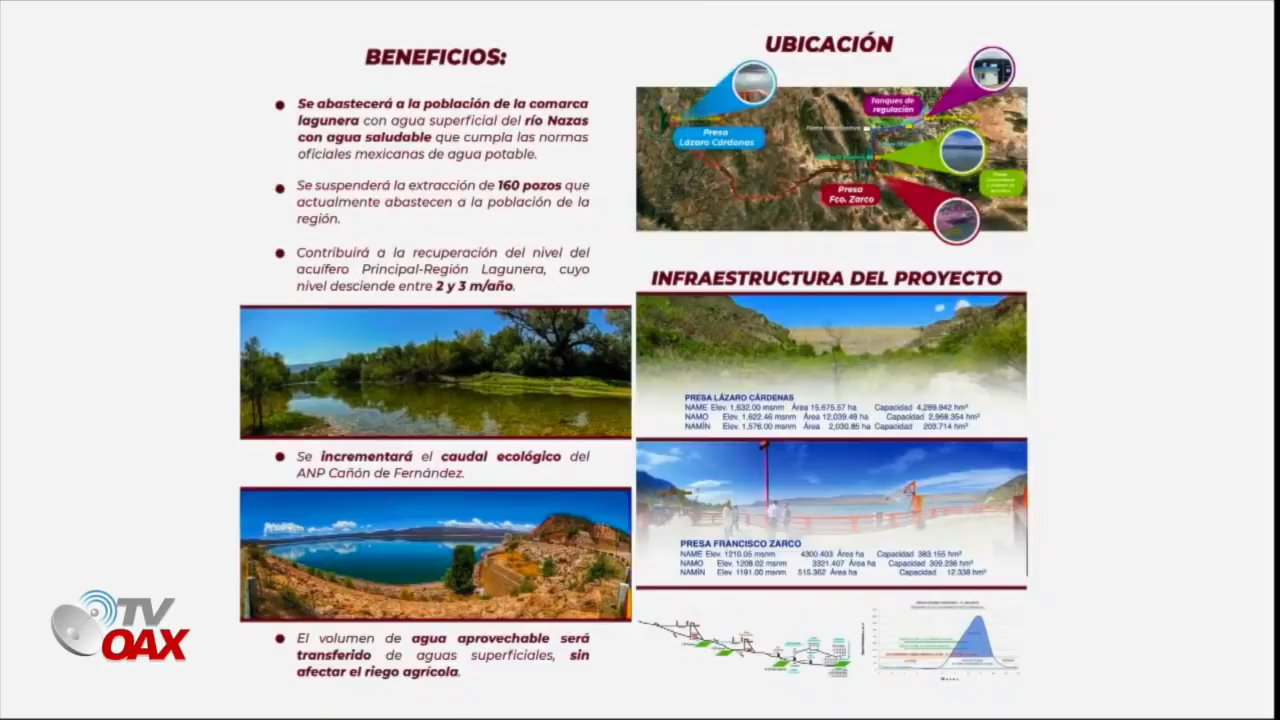 BENEFICIOS:
Se abastecerá a la población de la comarca
lagunera con agua superficial del río Nazas
con agua saludable que cumpla las normas
oficiales mexicanas de agua potable.
Se suspenderá la extracción de 160 pozos que
actualmente abastecen a la población de la
región.
Contribuirá a la recuperación del nivel del
acuífero Principal-Región Lagunera, cuyo
nivel desciende entre 2 y 3 m/año.
Se incrementará el caudal ecológico del
ANP Cañón de Fernández.
El volumen de agua aprovechable será
transferido de aguas superficiales, sin
afectar el riego agrícola.
TV
OAX
UBICACIÓN
Tanques de
regulación
Presa
Lázaro Cárdenas
Presa
Fco. Zarco
INFRAESTRUCTURA DEL PROYECTO
PRESA LÁZARO CÁRDENAS
NAME Elev. 1,632.00 msnm Área 15,675.57 ha Capacidad 4,289.942 hm³
NAMO Elev. 1,622.46 msnm Área 12,039.49 ha Capacidad 2,968.354 hm³
NAMÍN Elev. 1,576.00 msnm Área 2,030.85 ha Capacidad 203.714 hm³
PRESA FRANCISCO ZARCO
NAME Elev. 1210.05 msnm 4300.403 Área ha Capacidad 383.155 hm³
NAMO Elev. 1208.02 msnm 3321.407 Área ha Capacidad 309.236 hm³
NAMÍN Elev. 1191.00 msnm 515.362 Área ha Capacidad 12.338 hm³